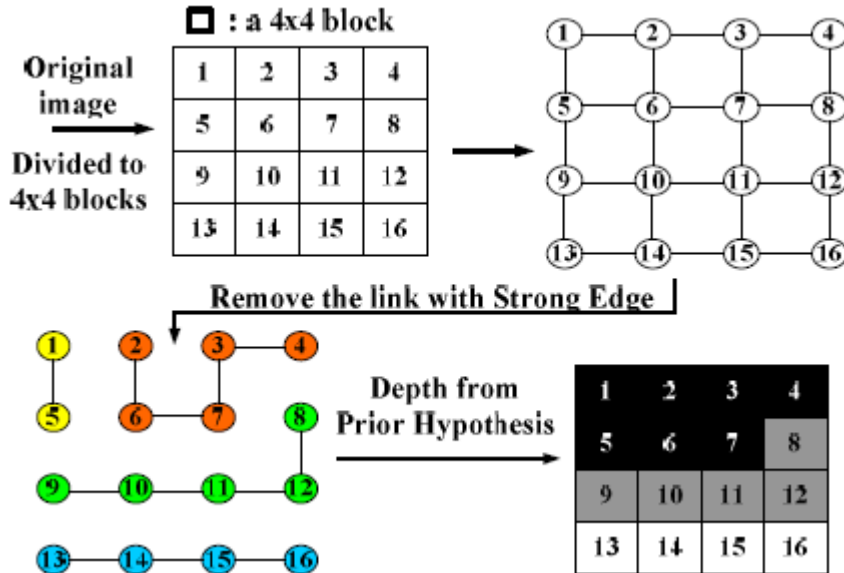 : a 4x4 block
Original
image
Divided to
4x4 blocks
1 2 3 4
5 6 7 8
9 10 11 12
13 14 15 16
1 2 3 4
5 6 7 8
9 10 11 12
13 14 15 16
Remove the link with Strong Edge
1 2 3 4
5 6 7 8
9 10 11 12
13 14 15 16
Depth from
Prior Hypothesis
1 2 3 4
5 6 7 8
9 10 11 12
13 14 15 16